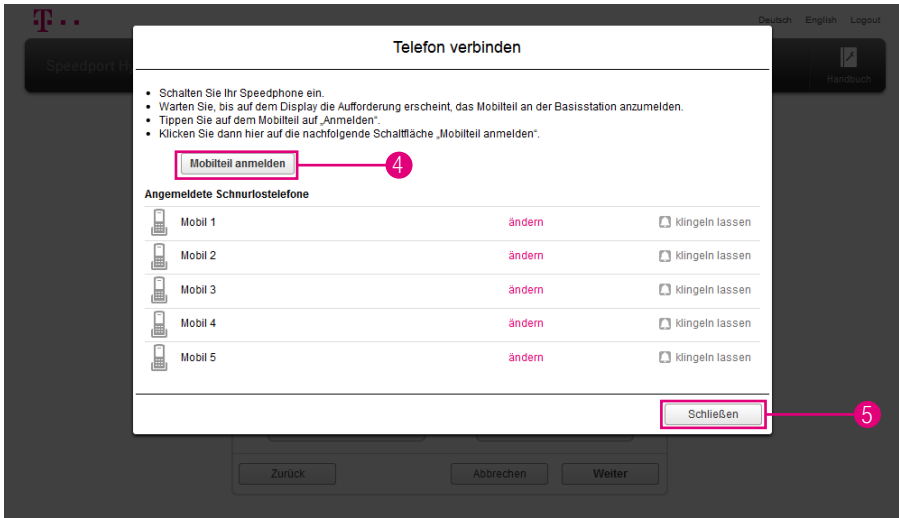 T
Deutsch English Logout
Telefon verbinden
Speedport Hy
Handbuch
• Schalten Sie Ihr Speedphone ein.
• Warten Sie, bis auf dem Display die Aufforderung erscheint, das Mobilteil an der Basisstation anzumelden.
• Tippen Sie auf dem Mobilteil auf „Anmelden“.
• Klicken Sie dann hier auf die nachfolgende Schaltfläche „Mobilteil anmelden“.
Mobilteil anmelden 4
Angemeldete Schnurlostelefone
Mobil 1 ändern klingeln lassen
Mobil 2 ändern klingeln lassen
Mobil 3 ändern klingeln lassen
Mobil 4 ändern klingeln lassen
Mobil 5 ändern klingeln lassen
Schließen 5
Zurück Abbrechen Weiter